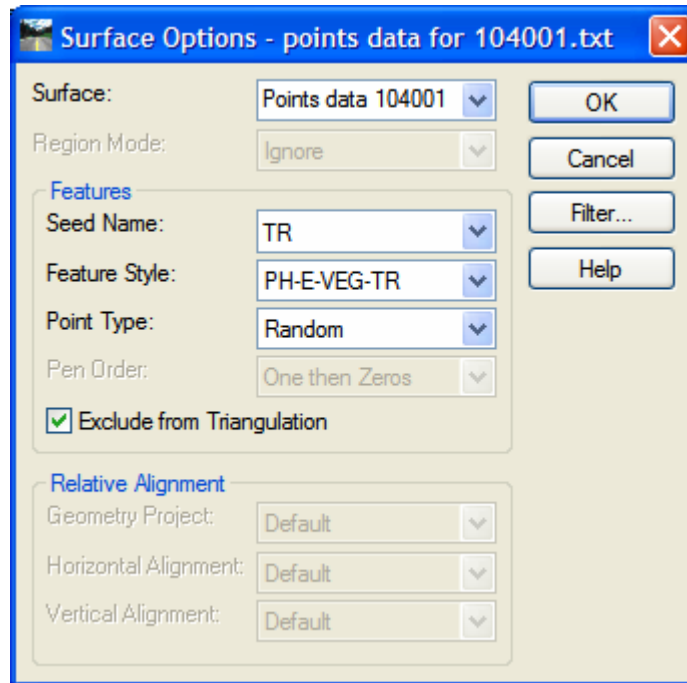 Surface Options - points data for 104001.txt
Surface: Points data 104001
OK
Region Mode: Ignore
Cancel
Features
Filter...
Seed Name: TR
Feature Style: PH-E-VEG-TR
Help
Point Type: Random
Pen Order: One then Zeros
Exclude from Triangulation
Relative Alignment
Geometry Project: Default
Horizontal Alignment: Default
Vertical Alignment: Default